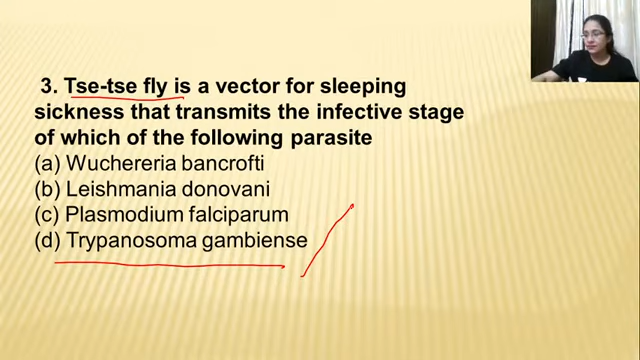 3. Tse-tse fly is a vector for sleeping
sickness that transmits the infective stage
of which of the following parasite
(a) Wuchereria bancrofti
(b) Leishmania donovani
(c) Plasmodium falciparum
(d) Trypanosoma gambiense